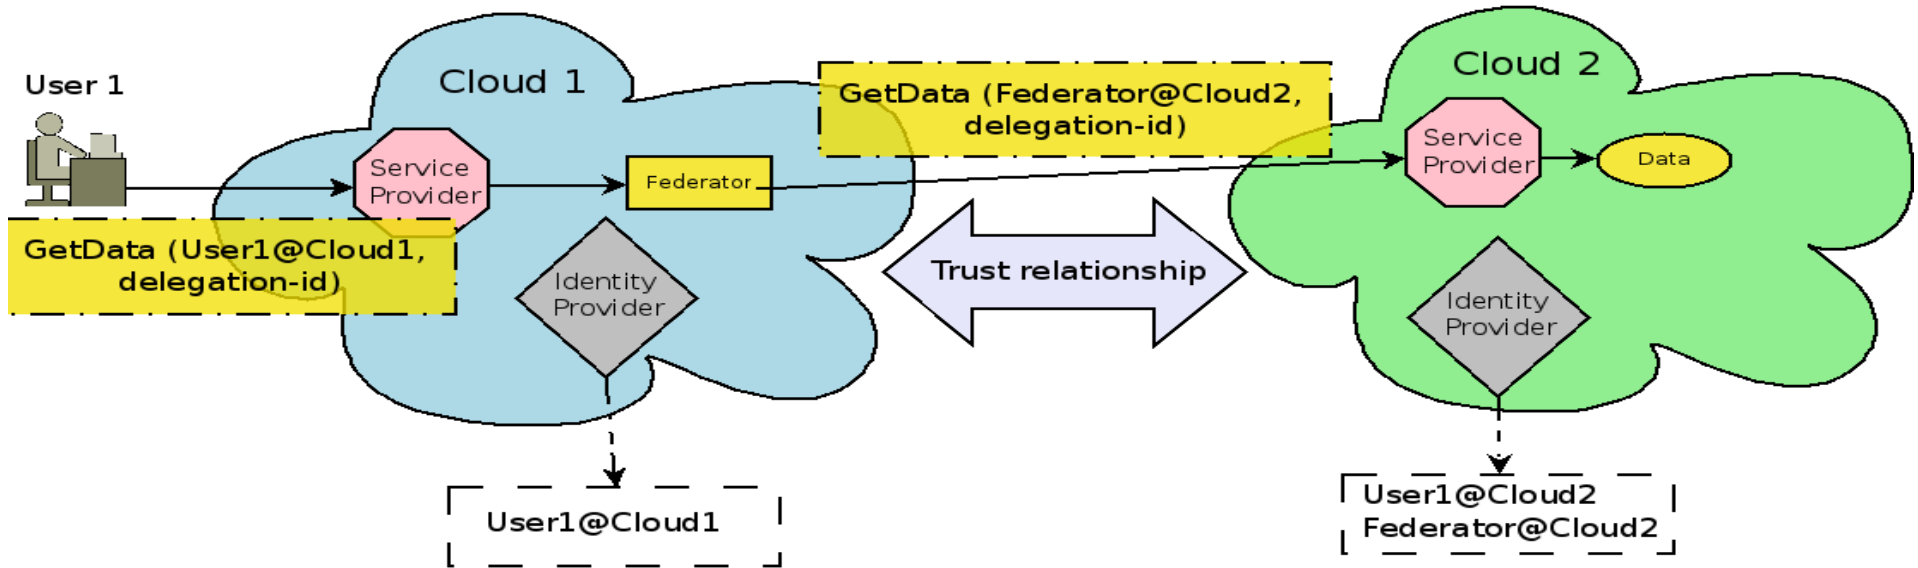 User 1
Cloud 1
Service
Provider
Federator
GetData (User1@Cloud1,
delegation-id)
Identity
Provider
User1@Cloud1
GetData (Federator@Cloud2,
delegation-id)
Trust relationship
Cloud 2
Service
Provider
Data
Identity
Provider
User1@Cloud2
Federator@Cloud2